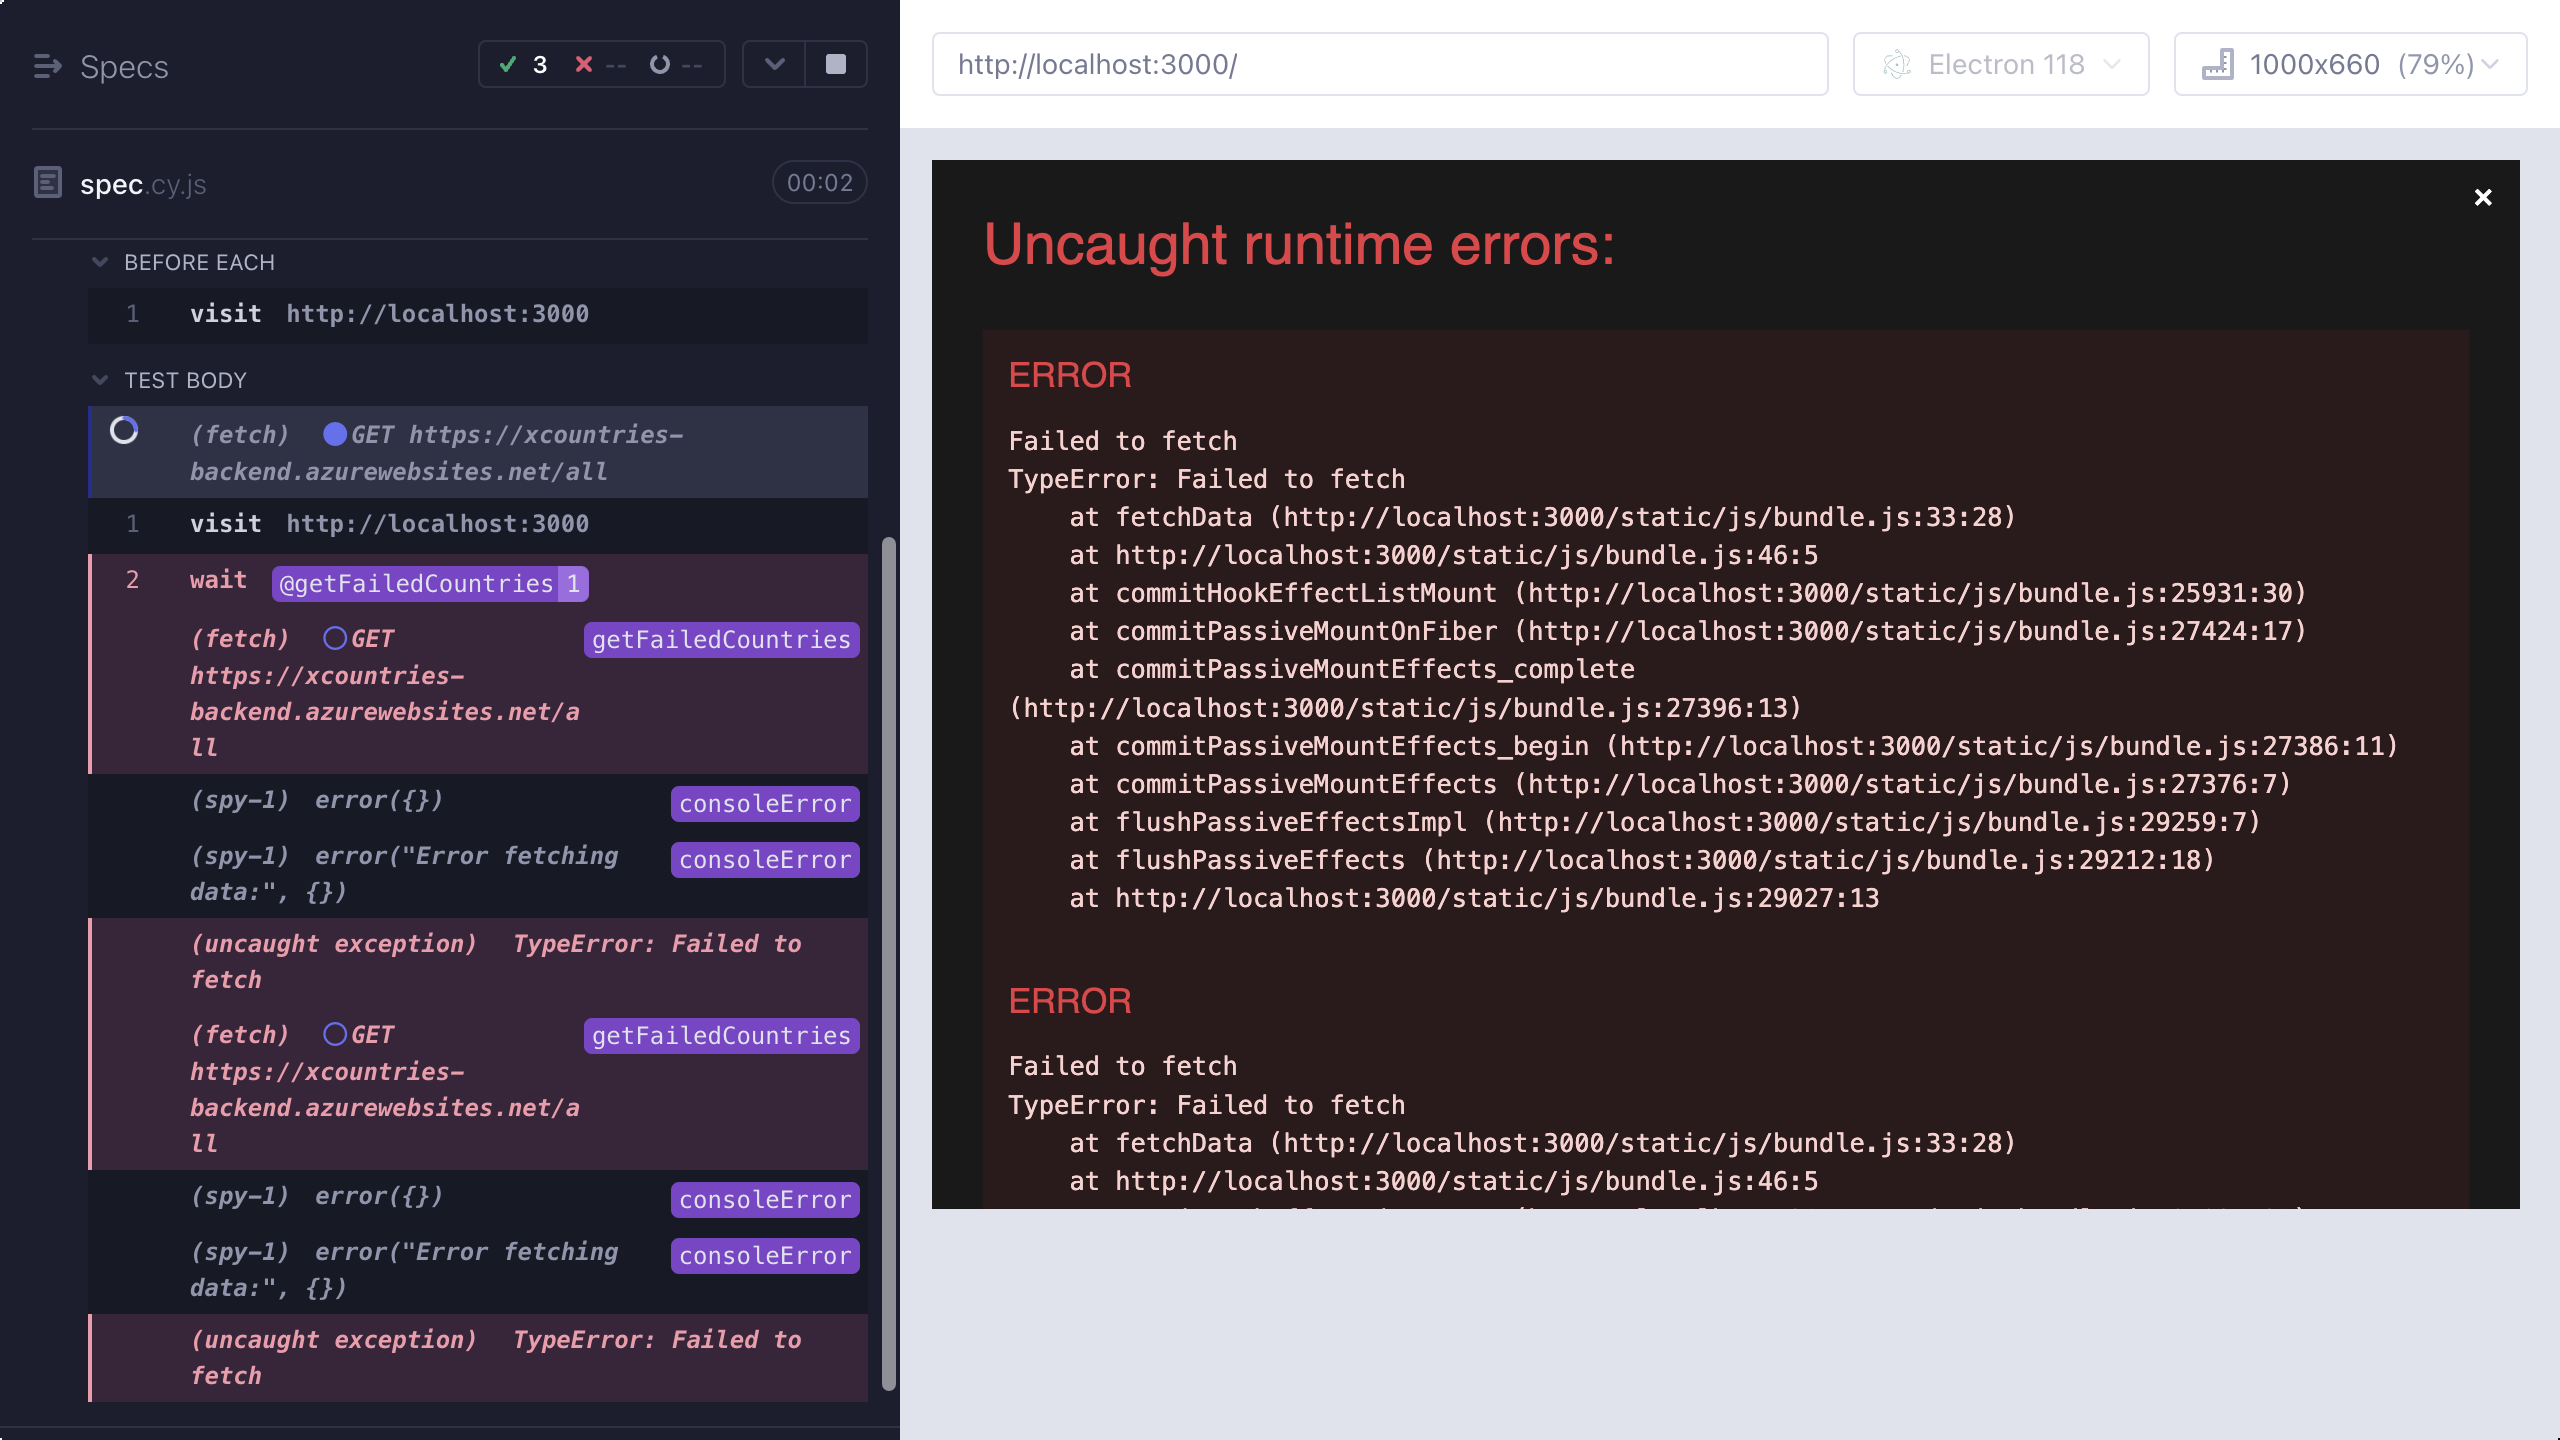 Specs
3 -- --
spec.cy.js
00:02
BEFORE EACH
1 visit http://localhost:3000
TEST BODY
(fetch) GET https://xcountries-
backend.azurewebsites.net/all
1 visit http://localhost:3000
2 wait @getFailedCountries 1
(fetch) GET getFailedCountries
https://xcountries-
backend.azurewebsites.net/a
ll
(spy-1) error({}) consoleError
(spy-1) error("Error fetching consoleError
data:", {})
(uncaught exception) TypeError: Failed to
fetch
(fetch) GET getFailedCountries
https://xcountries-
backend.azurewebsites.net/a
ll
(spy-1) error({}) consoleError
(spy-1) error("Error fetching consoleError
data:", {})
(uncaught exception) TypeError: Failed to
fetch
http://localhost:3000/
Electron 118
1000x660 (79%)
Uncaught runtime errors:
ERROR
Failed to fetch
TypeError: Failed to fetch
at fetchData (http://localhost:3000/static/js/bundle.js:33:28)
at http://localhost:3000/static/js/bundle.js:46:5
at commitHookEffectListMount (http://localhost:3000/static/js/bundle.js:25931:30)
at commitPassiveMountOnFiber (http://localhost:3000/static/js/bundle.js:27424:17)
at commitPassiveMountEffects_complete
(http://localhost:3000/static/js/bundle.js:27396:13)
at commitPassiveMountEffects_begin (http://localhost:3000/static/js/bundle.js:27386:11)
at commitPassiveMountEffects (http://localhost:3000/static/js/bundle.js:27376:7)
at flushPassiveEffectsImpl (http://localhost:3000/static/js/bundle.js:29259:7)
at flushPassiveEffects (http://localhost:3000/static/js/bundle.js:29212:18)
at http://localhost:3000/static/js/bundle.js:29027:13
ERROR
Failed to fetch
TypeError: Failed to fetch
at fetchData (http://localhost:3000/static/js/bundle.js:33:28)
at http://localhost:3000/static/js/bundle.js:46:5